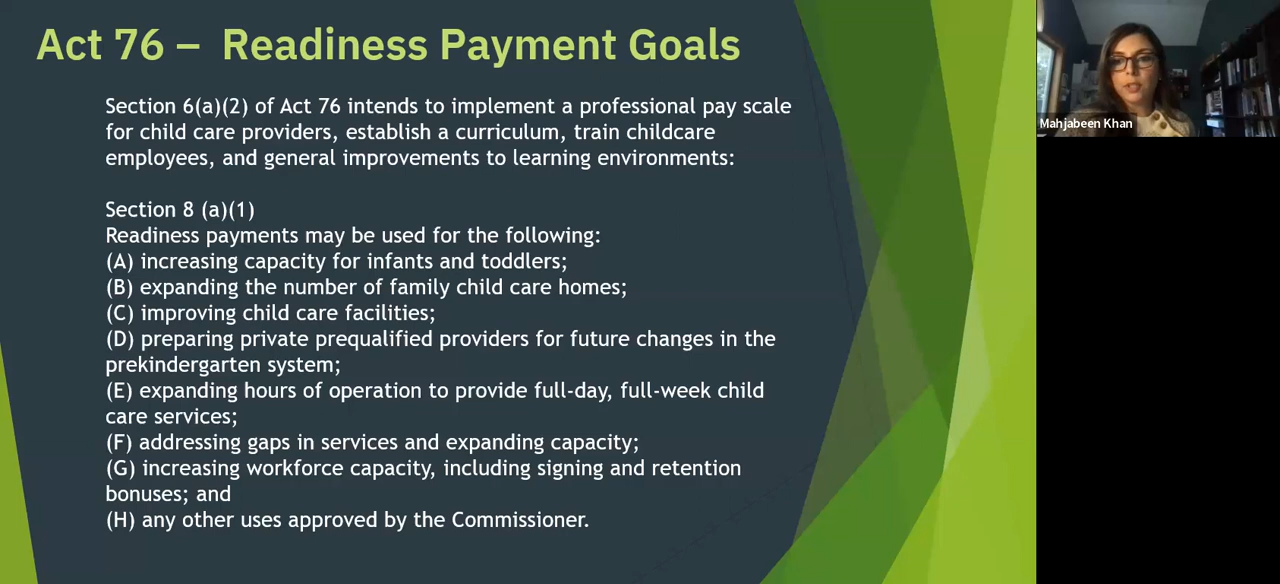 Act 76 – Readiness Payment Goals
Section 6(a)(2) of Act 76 intends to implement a professional pay scale
for child care providers, establish a curriculum, train childcare
employees, and general improvements to learning environments:
Section 8 (a)(1)
Readiness payments may be used for the following:
(A) increasing capacity for infants and toddlers;
(B) expanding the number of family child care homes;
(C) improving child care facilities;
(D) preparing private prequalified providers for future changes in the
prekindergarten system;
(E) expanding hours of operation to provide full-day, full-week child
care services;
(F) addressing gaps in services and expanding capacity;
(G) increasing workforce capacity, including signing and retention
bonuses; and
(H) any other uses approved by the Commissioner.
Mahjabeen Khan